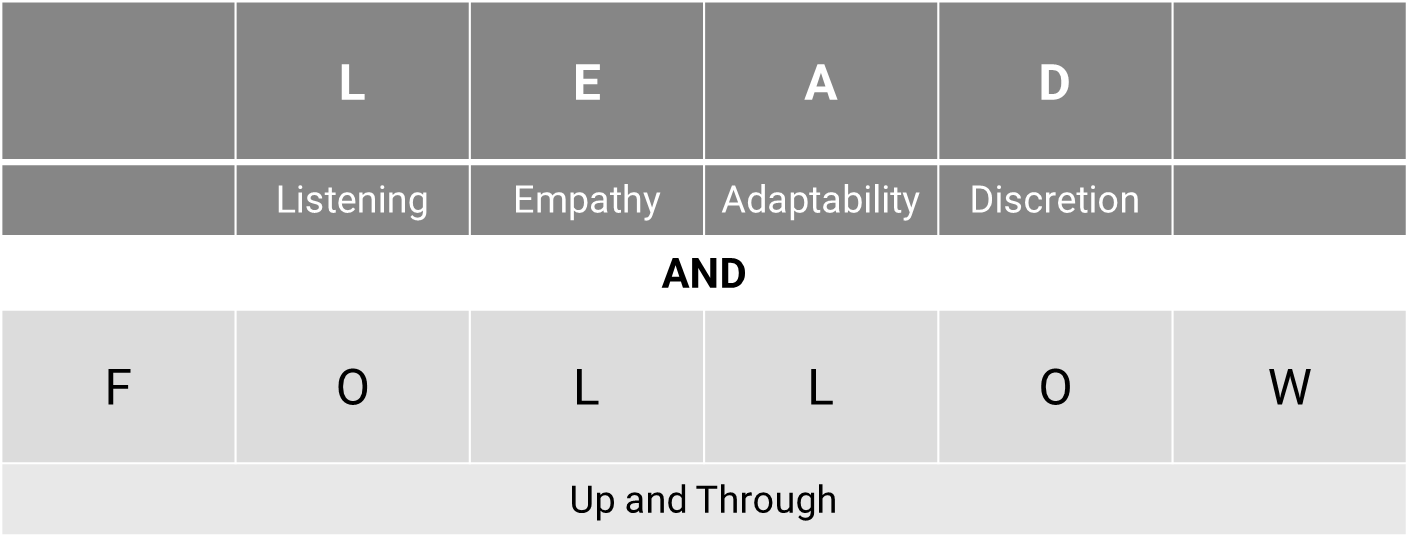 L E A D
Listening Empathy Adaptability Discretion
AND
F O L L O W
Up and Through